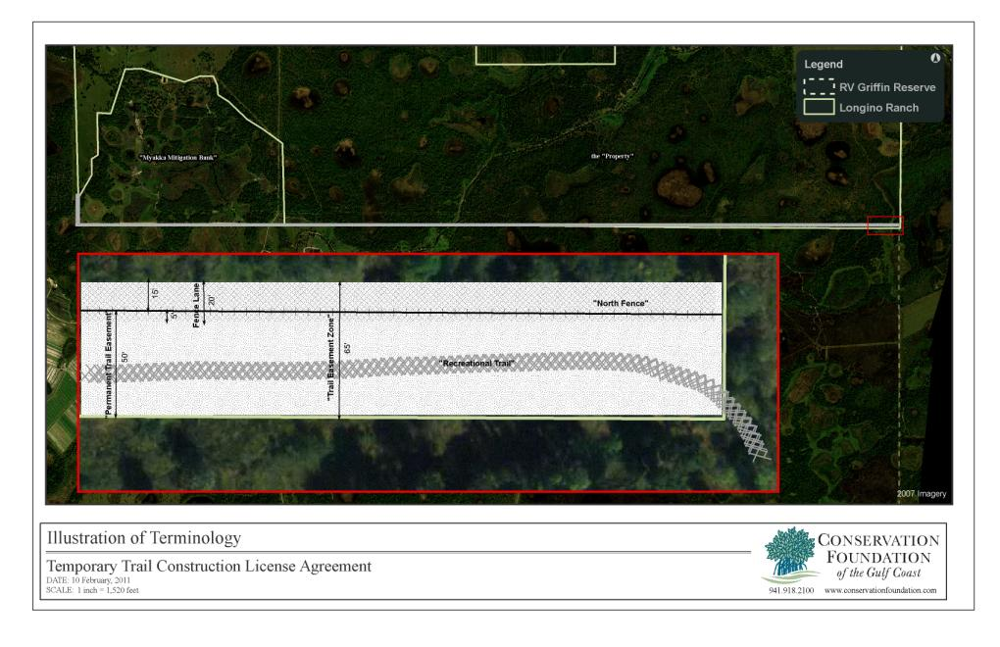 Legend
RV Griffin Reserve
Longino Ranch
"Myakka Mitigation Bank"
the "Property"
15'
Fence Lane
20'
5'
"North Fence"
"Permanent Trail Easement"
50'
"Trail Easement Zone"
65'
"Recreational Trail"
2007 Imagery
Illustration of Terminology
Temporary Trail Construction License Agreement
DATE: 10 February, 2011
SCALE: 1 inch = 1,520 feet
CONSERVATION
FOUNDATION
of the Gulf Coast
941.918.2100 www.conservationfoundation.com